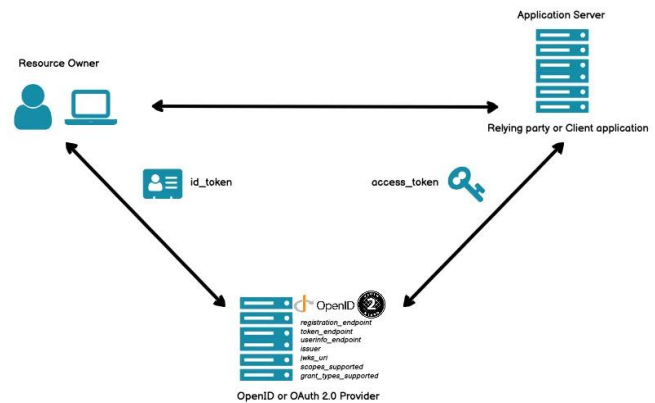 Application Server
Resource Owner
Relying party or Client application
id_token
access_token
OpenID
2
registration_endpoint
token_endpoint
userinfo_endpoint
issuer
jwks_uri
scopes_supported
grant_types_supported
OpenID or OAuth 2.0 Provider